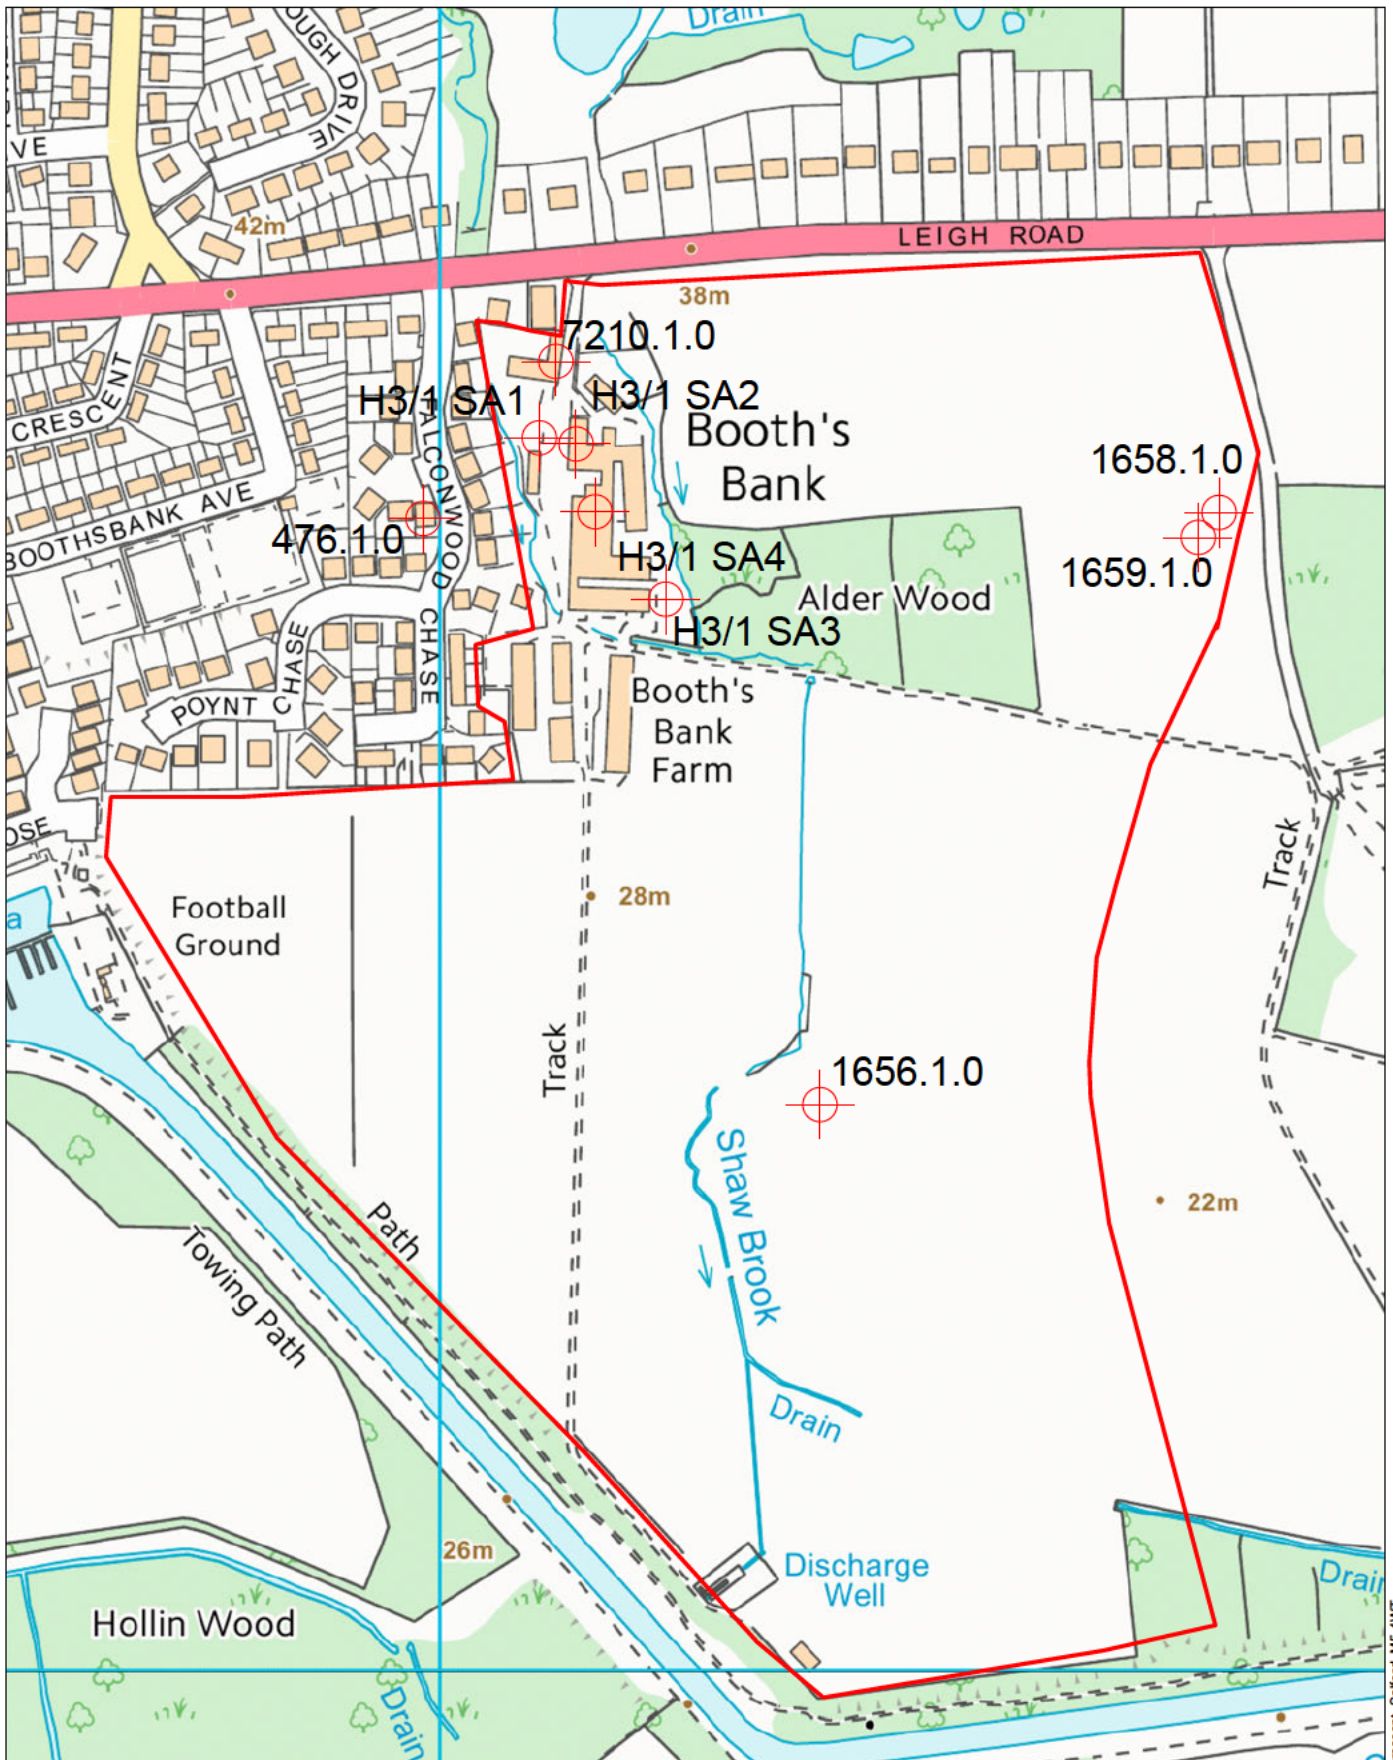 Drain
OUGH DRIVE
VE
42m
LEIGH ROAD
38m
7210.1.0
H3/1 SA1
H3/1 SA2
CRESCENT
FALCONWOOD CHASE
Booth's
Bank
1658.1.0
BOOTHSBANK AVE
476.1.0
H3/1 SA4
1659.1.0
Alder Wood
H3/1 SA3
POYNT CHASE
Booth's
Bank
Farm
OSE
Track
28m
Football
Ground
a
Track
1656.1.0
Shaw Brook
22m
Path
Towing Path
Drain
26m
Discharge
Well
Drain
Hollin Wood
Drain